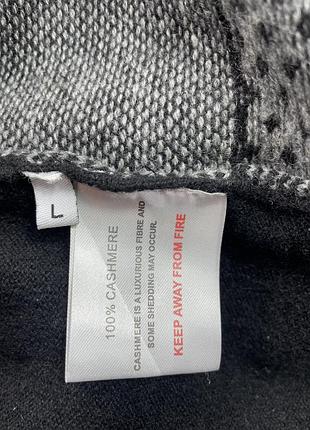 L
100% CASHMERE
CASHMERE IS A LUXURIOUS FIBRE AND
SOME SHEDDING MAY OCCUR.
KEEP AWAY FROM FIRE